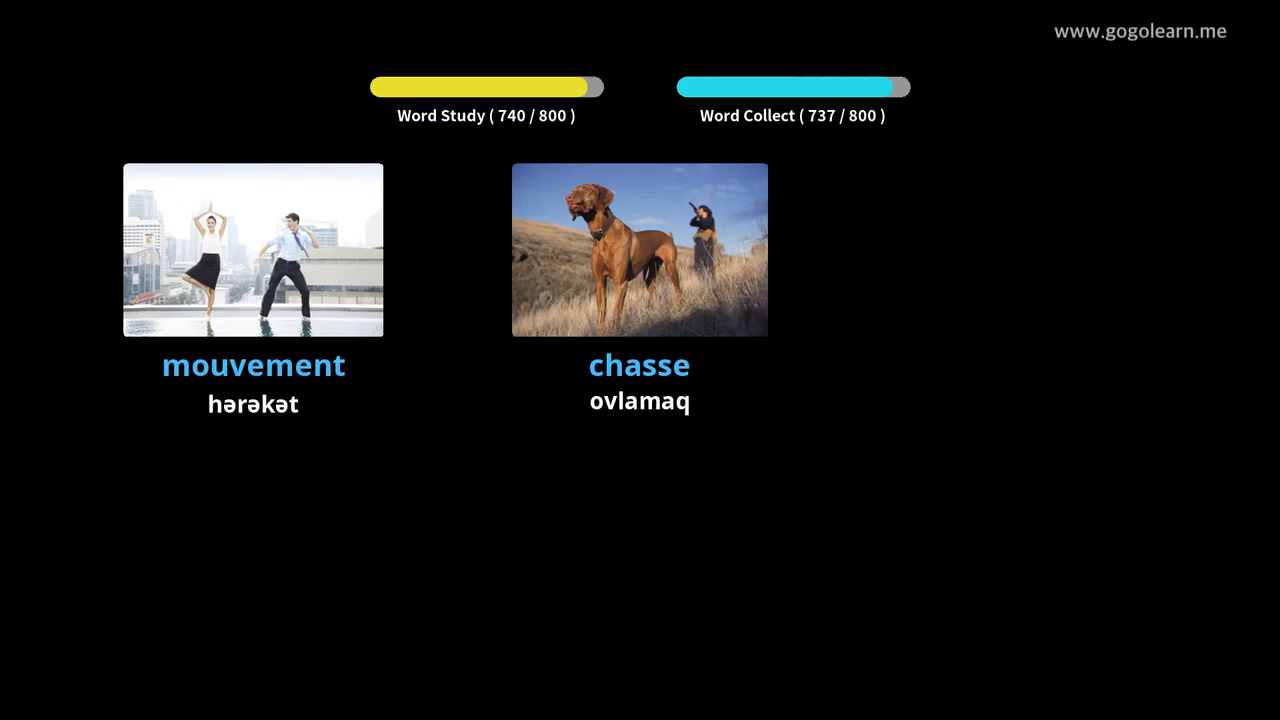 www.gogolearn.me
Word Study ( 740 / 800 )
Word Collect ( 737 / 800 )
mouvement
hərəkət
chasse
ovlamaq